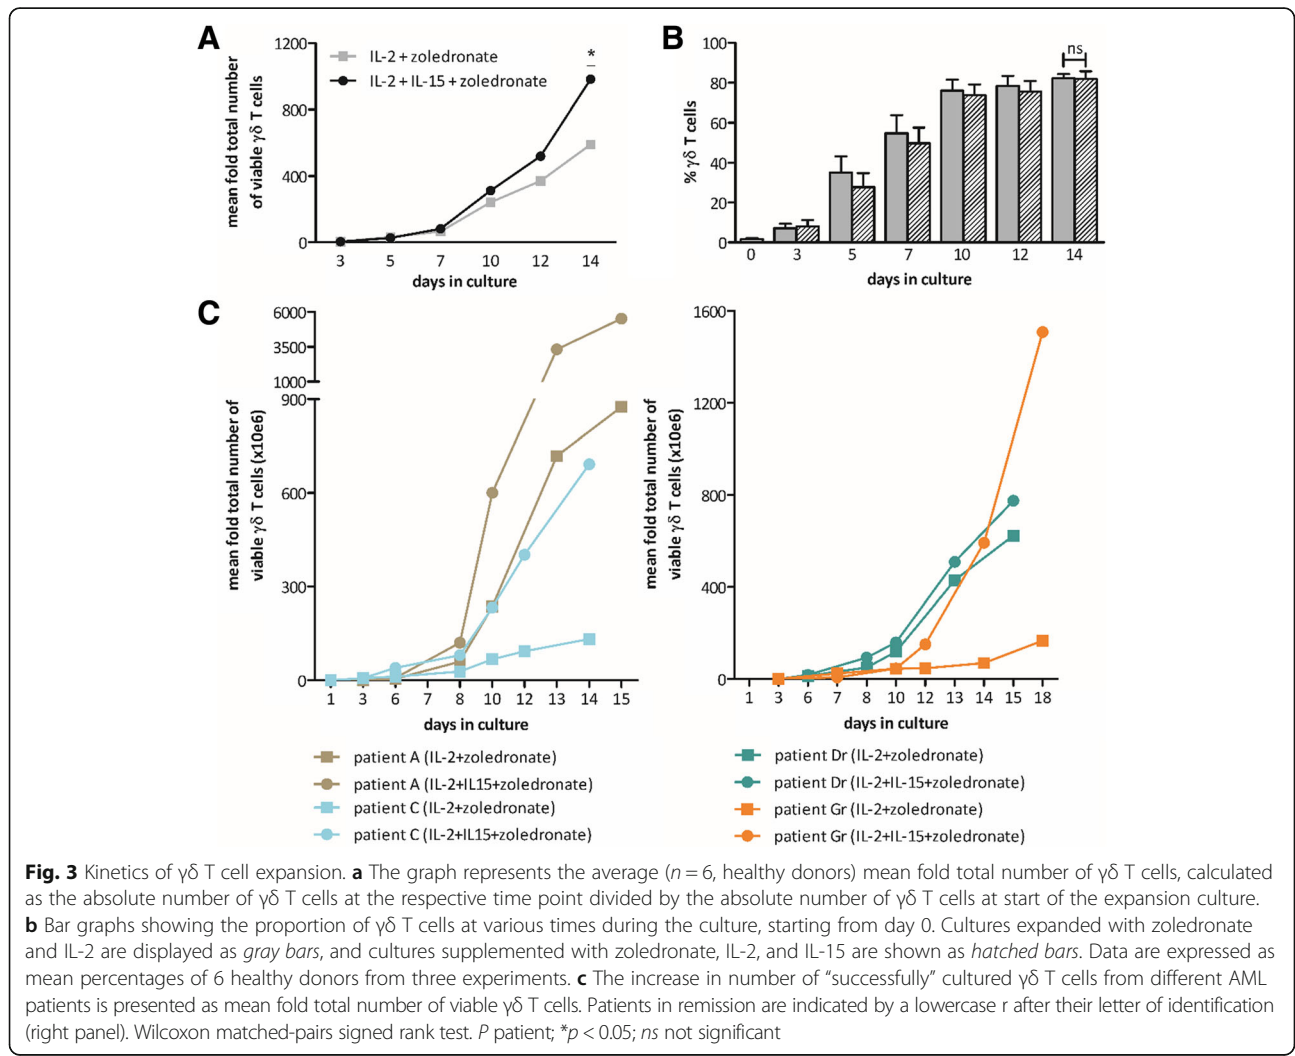 A
mean fold total number
of viable γδ T cells
1200
800
400
0
IL-2 + zoledronate
IL-2 + IL-15 + zoledronate
*
3 5 7 10 12 14
days in culture
B
% γδ T cells
100
80
60
40
20
0
ns
0 3 5 7 10 12 14
days in culture
C
mean fold total number of
viable γδ T cells (x10e6)
6000
3500
1000
900
600
300
0
1 3 6 7 8 10 12 13 14 15
days in culture
patient A (IL-2+zoledronate)
patient A (IL-2+IL15+zoledronate)
patient C (IL-2+zoledronate)
patient C (IL-2+IL15+zoledronate)
mean fold total number of
viable γδ T cells (x10e6)
1600
1200
800
400
0
1 3 6 7 8 10 12 13 14 15 18
days in culture
patient Dr (IL-2+zoledronate)
patient Dr (IL-2+IL-15+zoledronate)
patient Gr (IL-2+zoledronate)
patient Gr (IL-2+IL-15+zoledronate)
Fig. 3 Kinetics of γδ T cell expansion. a The graph represents the average (n = 6, healthy donors) mean fold total number of γδ T cells, calculated
as the absolute number of γδ T cells at the respective time point divided by the absolute number of γδ T cells at start of the expansion culture.
b Bar graphs showing the proportion of γδ T cells at various times during the culture, starting from day 0. Cultures expanded with zoledronate
and IL-2 are displayed as gray bars, and cultures supplemented with zoledronate, IL-2, and IL-15 are shown as hatched bars. Data are expressed as
mean percentages of 6 healthy donors from three experiments. c The increase in number of “successfully” cultured γδ T cells from different AML
patients is presented as mean fold total number of viable γδ T cells. Patients in remission are indicated by a lowercase r after their letter of identification
(right panel). Wilcoxon matched-pairs signed rank test. P patient; *p < 0.05; ns not significant